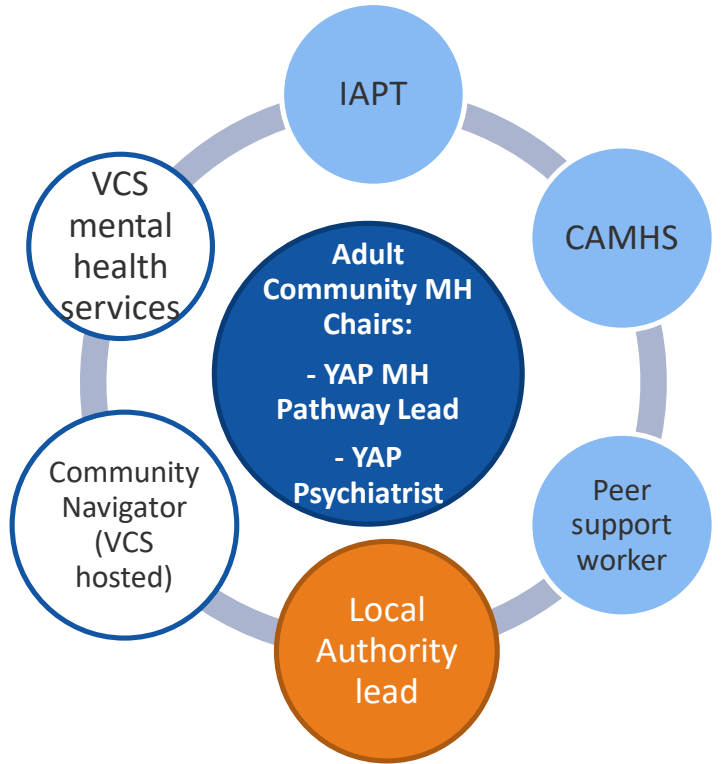 IAPT
CAMHS
Peer
support
worker
Local
Authority
lead
Community
Navigator
(VCS
hosted)
VCS
mental
health
services
Adult
Community MH
Chairs:
- YAP MH
Pathway Lead
- YAP
Psychiatrist